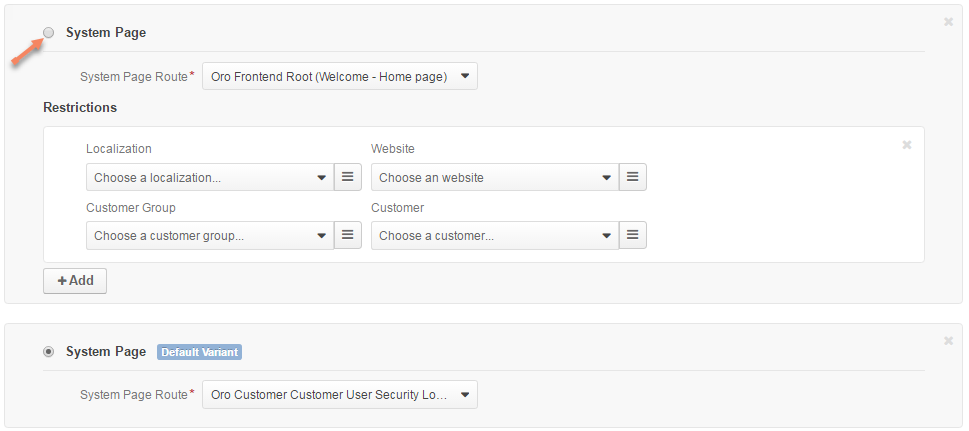 System Page
System Page Route* Oro Frontend Root (Welcome - Home page)
Restrictions
Localization Website
Choose a localization... Choose an website
Customer Group Customer
Choose a customer group... Choose a customer...
+Add
System Page Default Variant
System Page Route* Oro Customer Customer User Security Lo...